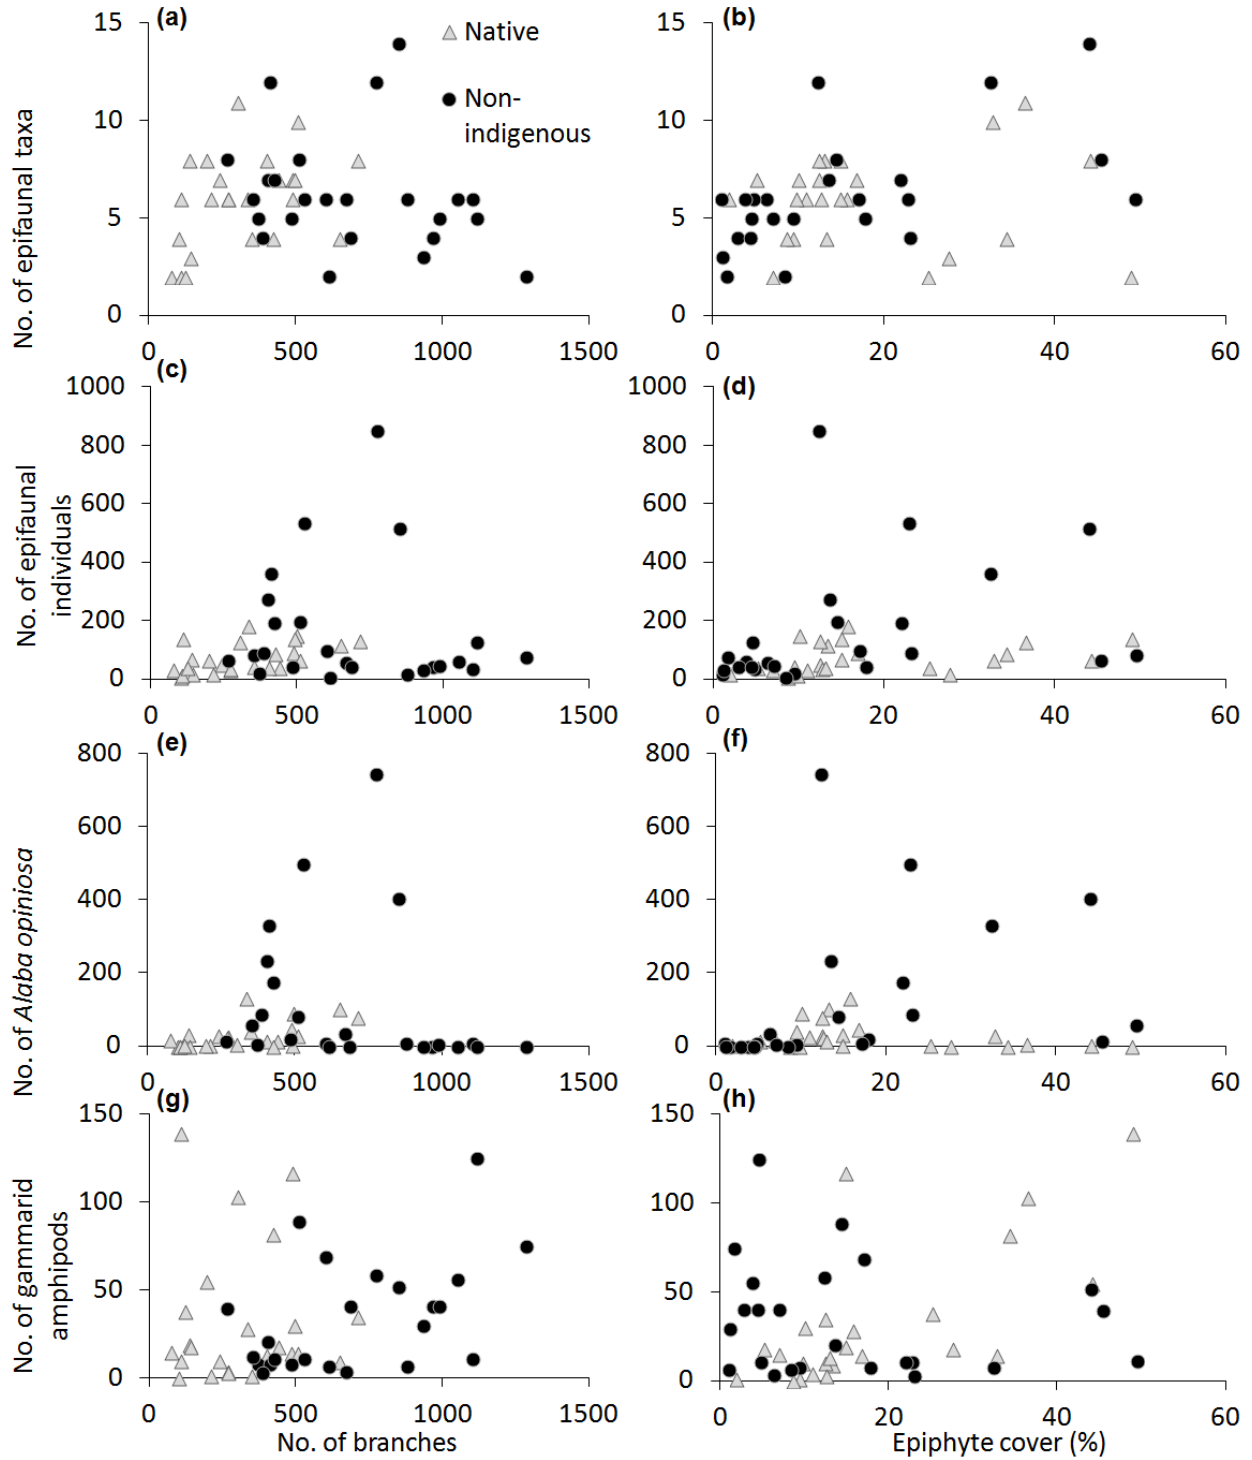 (a)
Native
Non-
indigenous
15
10
5
0
No. of epifaunal taxa
0 500 1000 1500
(b)
15
10
5
0
0 20 40 60
(c)
1000
800
600
400
200
0
No. of epifaunal
individuals
0 500 1000 1500
(d)
1000
800
600
400
200
0
0 20 40 60
(e)
800
600
400
200
0
No. of Alaba opiniosa
0 500 1000 1500
(f)
800
600
400
200
0
0 20 40 60
(g)
150
100
50
0
No. of gammarid
amphipods
0 500 1000 1500
No. of branches
(h)
150
100
50
0
0 20 40 60
Epiphyte cover (%)